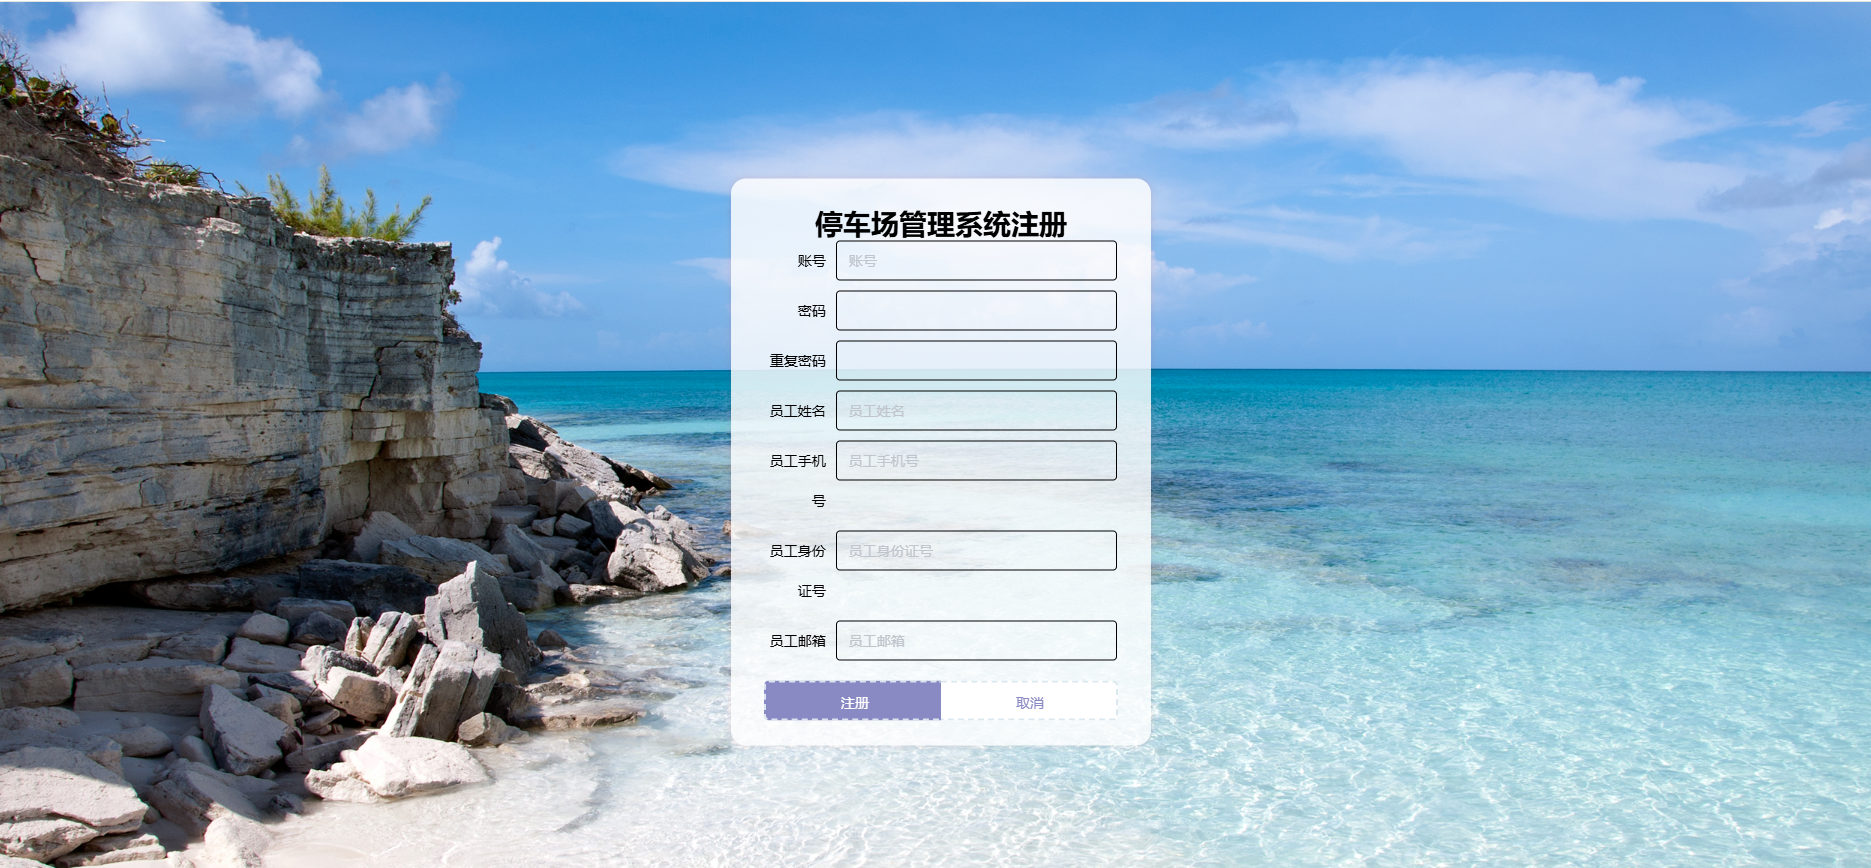 停车场管理系统注册
账号 账号
密码
重复密码
员工姓名 员工姓名
员工手机 员工手机号
号
员工身份 员工身份证号
证号
员工邮箱 员工邮箱
注册 取消